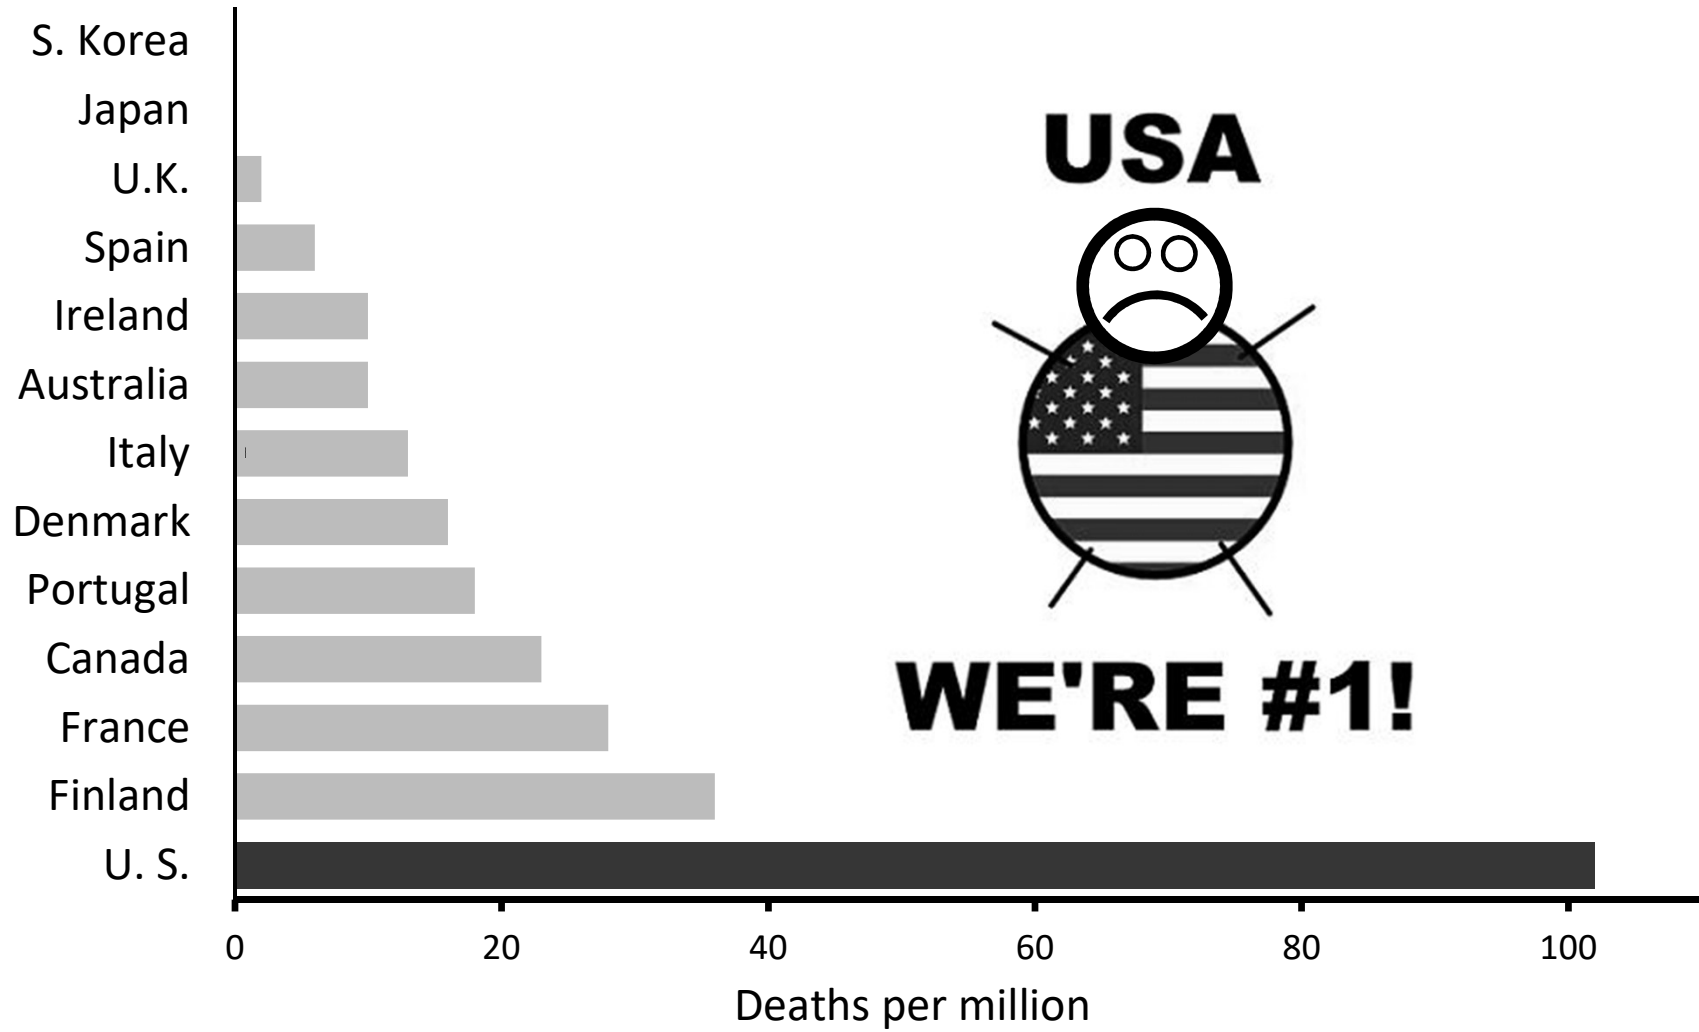 S. Korea
Japan
U.K.
Spain
Ireland
Australia
Italy
Denmark
Portugal
Canada
France
Finland
U. S.
0 20 40 60 80 100
Deaths per million
USA
WE'RE #1!